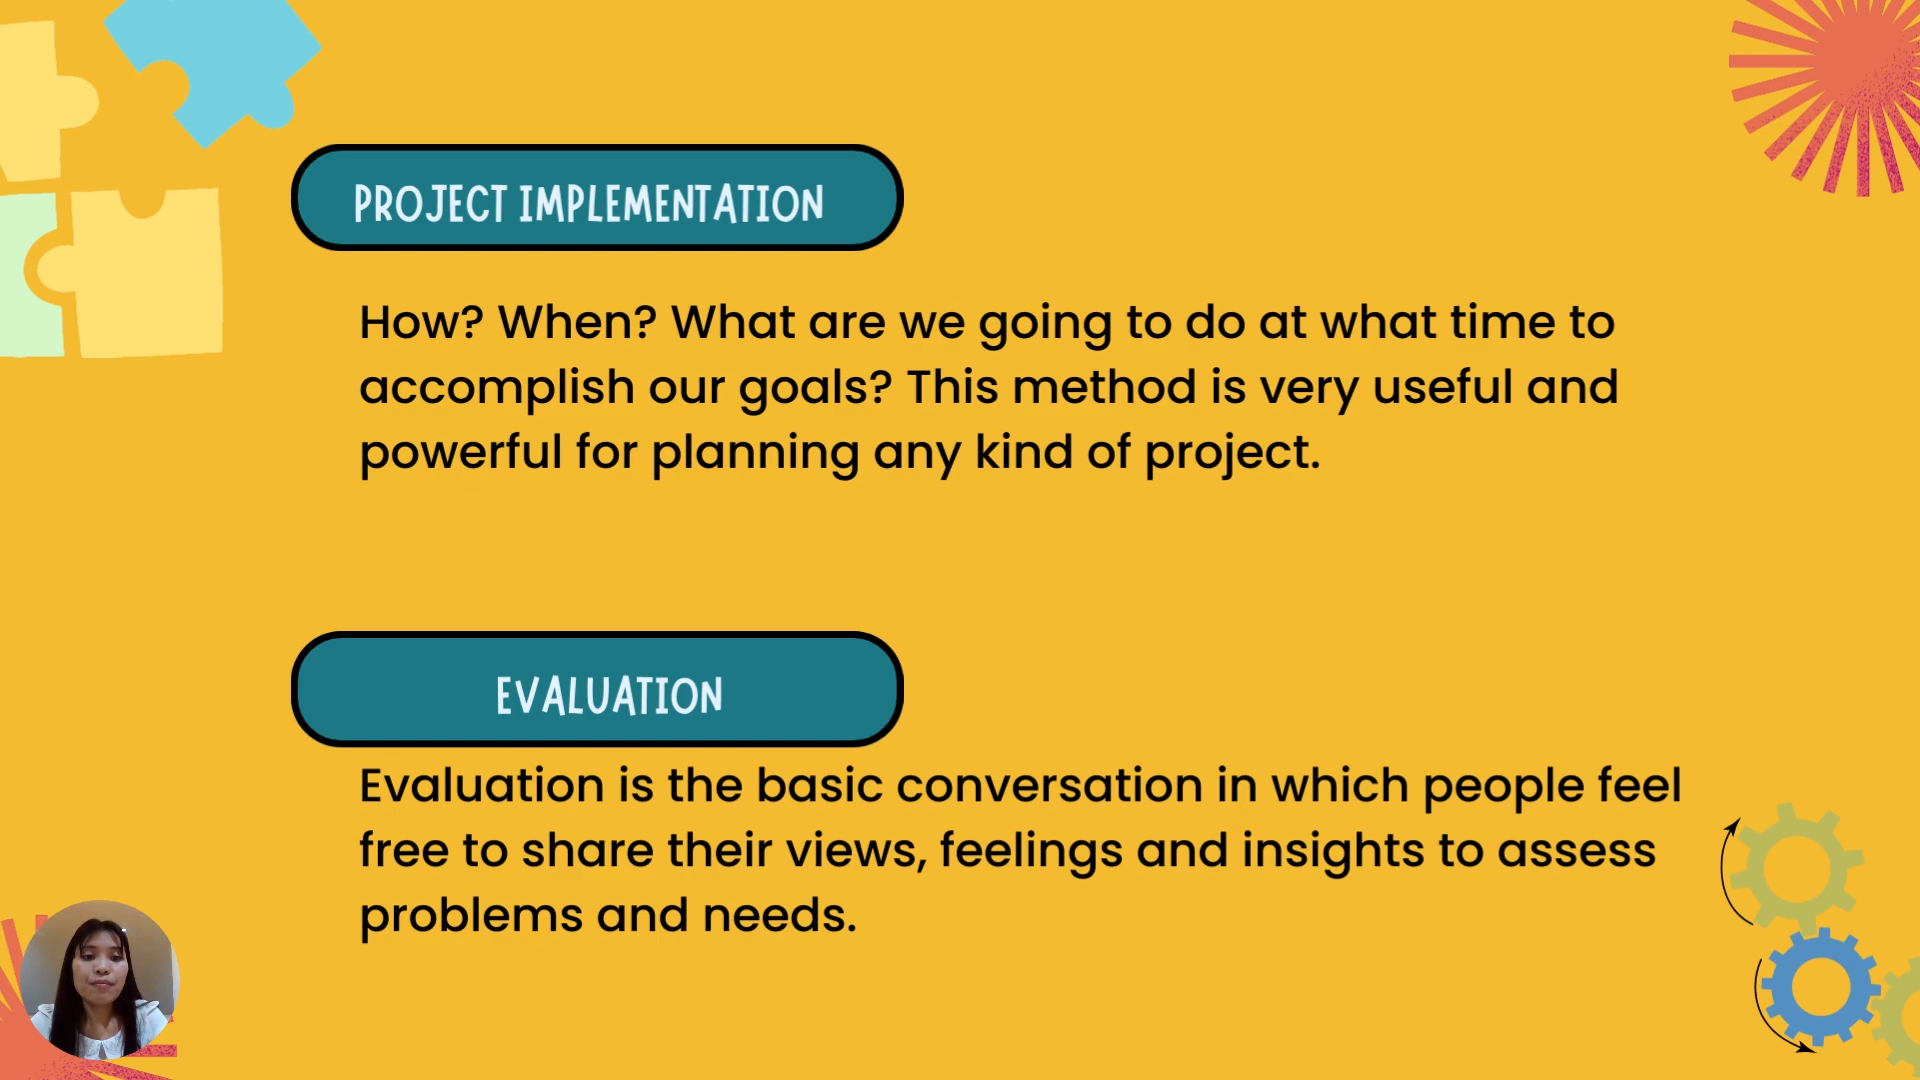 PROJECT IMPLEMENTATION
How? When? What are we going to do at what time to
accomplish our goals? This method is very useful and
powerful for planning any kind of project.
EVALUATION
Evaluation is the basic conversation in which people feel
free to share their views, feelings and insights to assess
problems and needs.